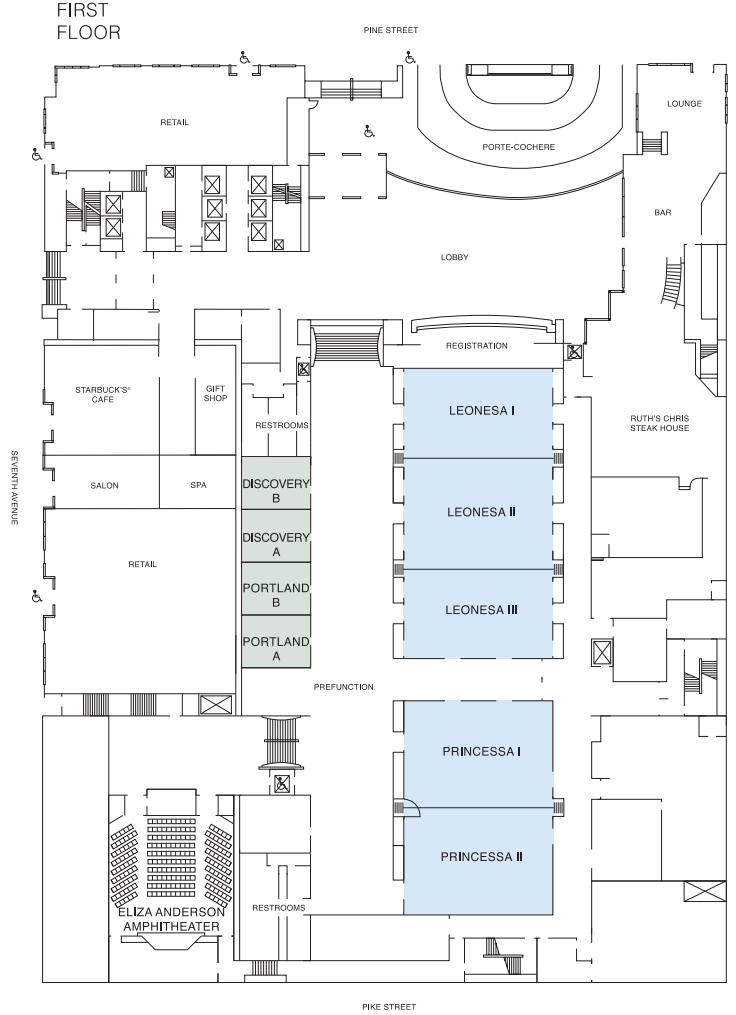 FIRST
FLOOR
PINE STREET
LOUNGE
RETAIL
PORTE-COCHERE
BAR
LOBBY
REGISTRATION
STARBUCK'S®
CAFE
GIFT
SHOP
LEONESA I
RUTH'S CHRIS
STEAK HOUSE
RESTROOMS
SEVENTH AVENUE
SALON
SPA
DISCOVERY
B
LEONESA II
DISCOVERY
A
RETAIL
PORTLAND
B
LEONESA III
PORTLAND
A
PREFUNCTION
PRINCESSA I
PRINCESSA II
ELIZA ANDERSON
AMPHITHEATER
RESTROOMS
PIKE STREET